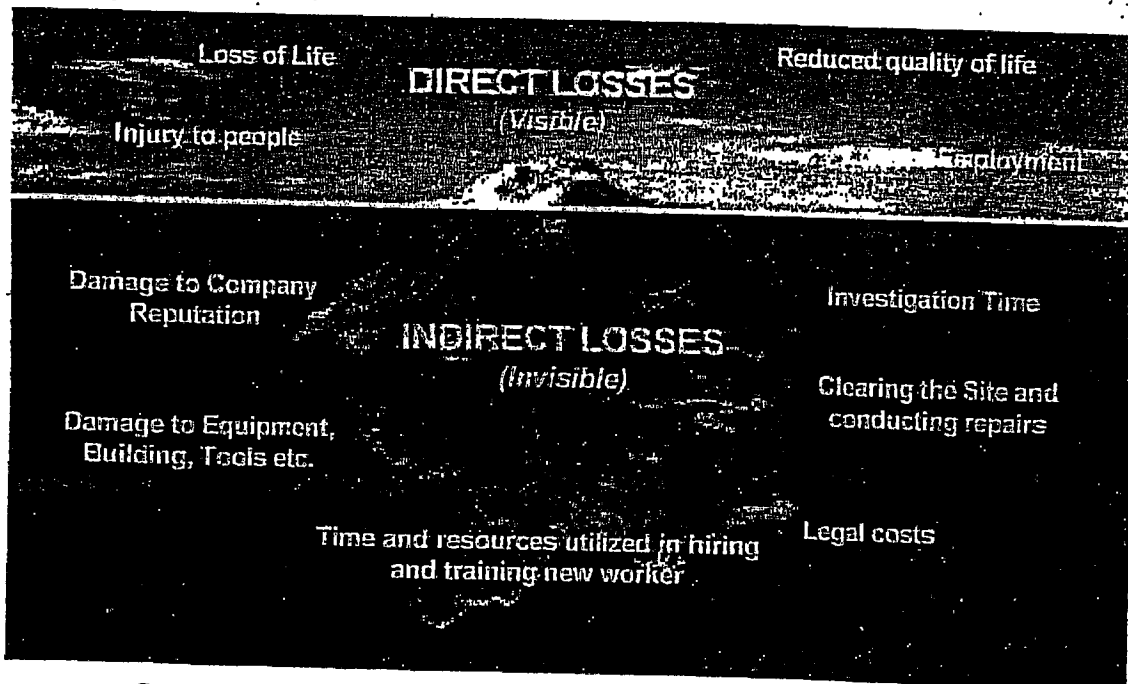 Loss of Life
DIRECT LOSSES
(Visible)
Reduced quality of life
Injury to people
Employment
Damage to Company
Reputation
INDIRECT LOSSES
(Invisible)
Investigation Time
Damage to Equipment,
Building, Tools etc.
Clearing the Site and
conducting repairs
Time and resources utilized in hiring
and training new worker
Legal costs